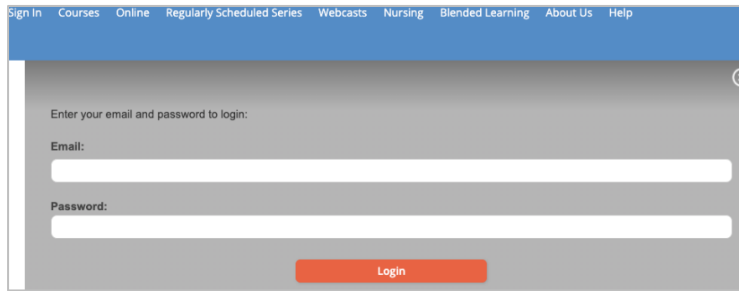 Sign In Courses Online Regularly Scheduled Series Webcasts Nursing Blended Learning About Us Help
Enter your email and password to login:
Email:
Password:
Login